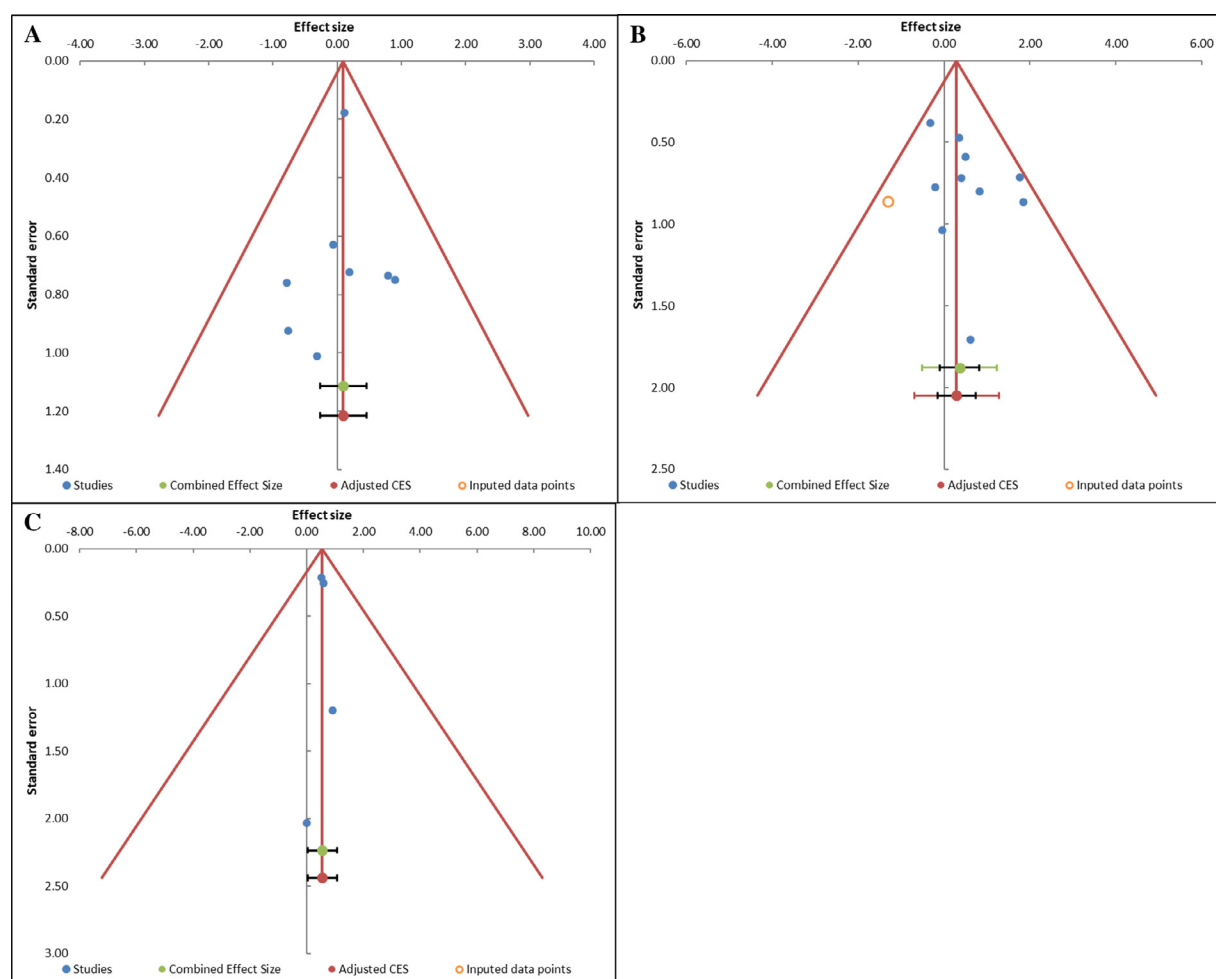 A
Effect size
-4.00 -3.00 -2.00 -1.00 0.00 1.00 2.00 3.00 4.00
0.00
0.20
0.40
0.60
0.80
1.00
1.20
1.40
Standard error
Studies Combined Effect Size Adjusted CES Inputed data points
B
Effect size
-6.00 -4.00 -2.00 0.00 2.00 4.00 6.00
0.00
0.50
1.00
1.50
2.00
2.50
Standard error
Studies Combined Effect Size Adjusted CES Inputed data points
C
Effect size
-8.00 -6.00 -4.00 -2.00 0.00 2.00 4.00 6.00 8.00 10.00
0.00
0.50
1.00
1.50
2.00
2.50
3.00
Standard error
Studies Combined Effect Size Adjusted CES Inputed data points